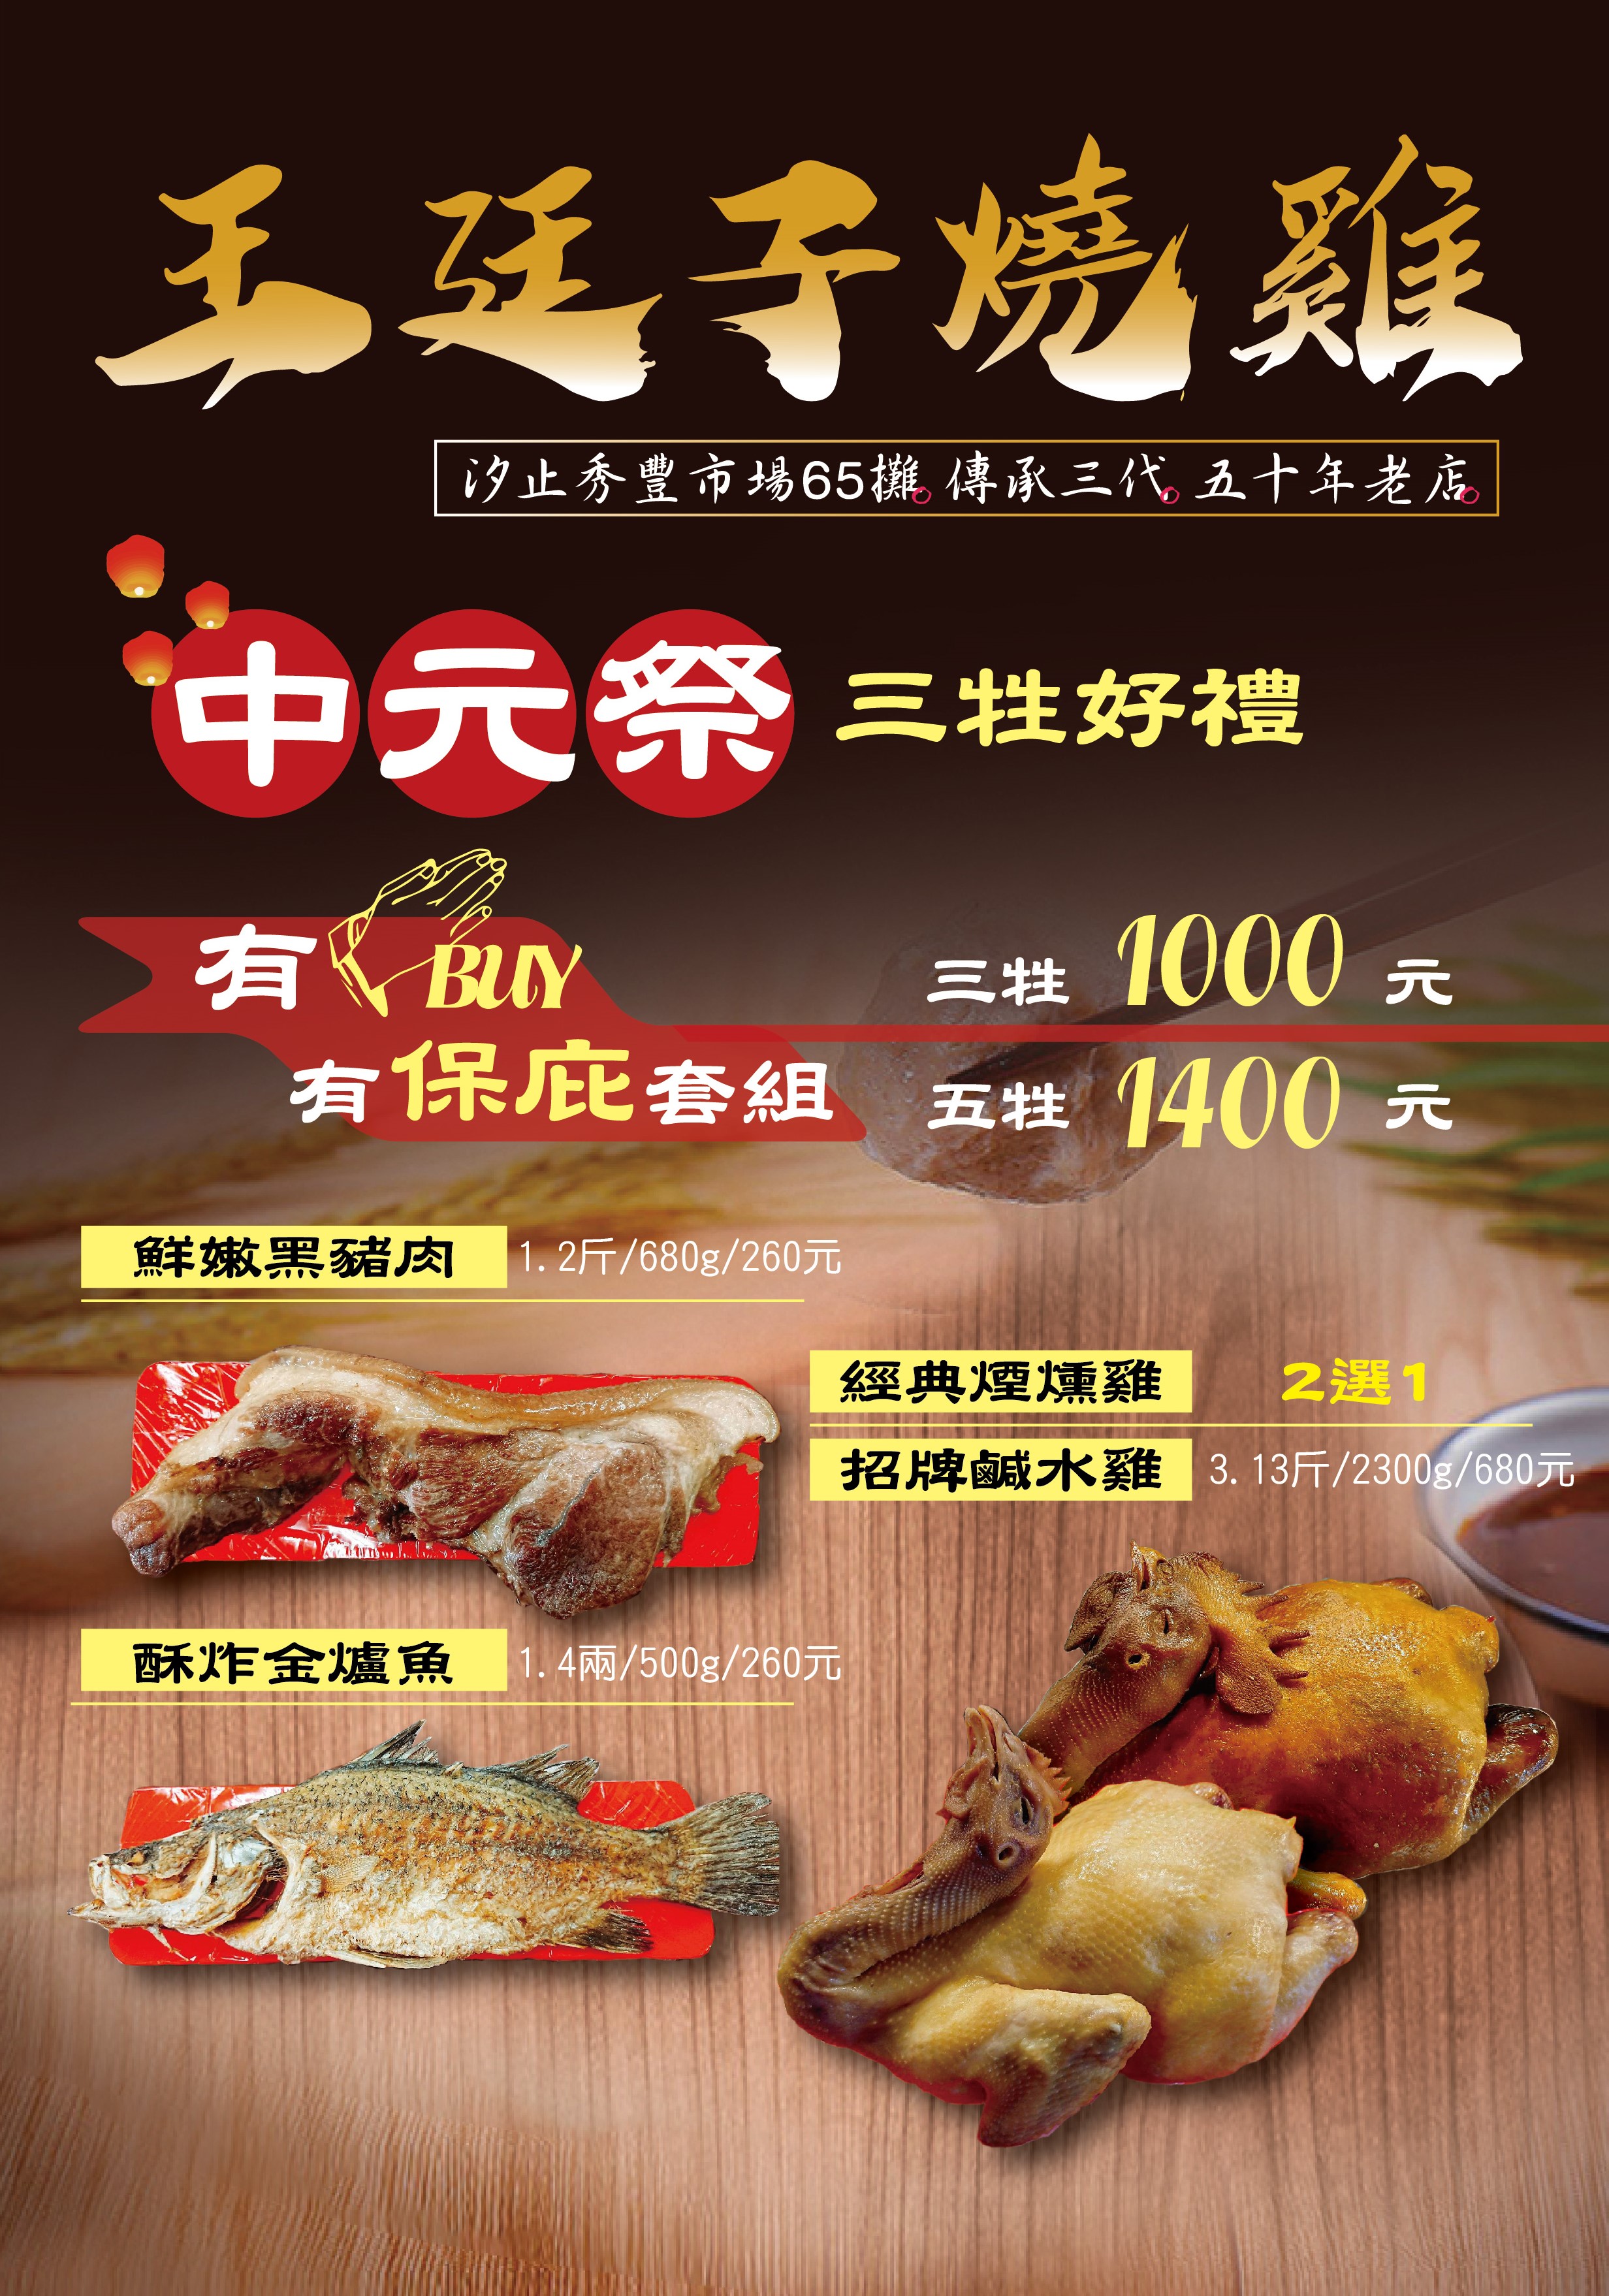 王廷子燒雞
汐止秀豐市場65攤。傳承三代。五十年老店。
中元祭 三牲好禮
有BUY
有保庇套組
三牲 1000 元
五牲 1400 元
鮮嫩黑豬肉 1.2斤/680g/260元
經典煙燻雞 2選1
招牌鹹水雞 3.13斤/2300g/680元
酥炸金爐魚 1.4兩/500g/260元